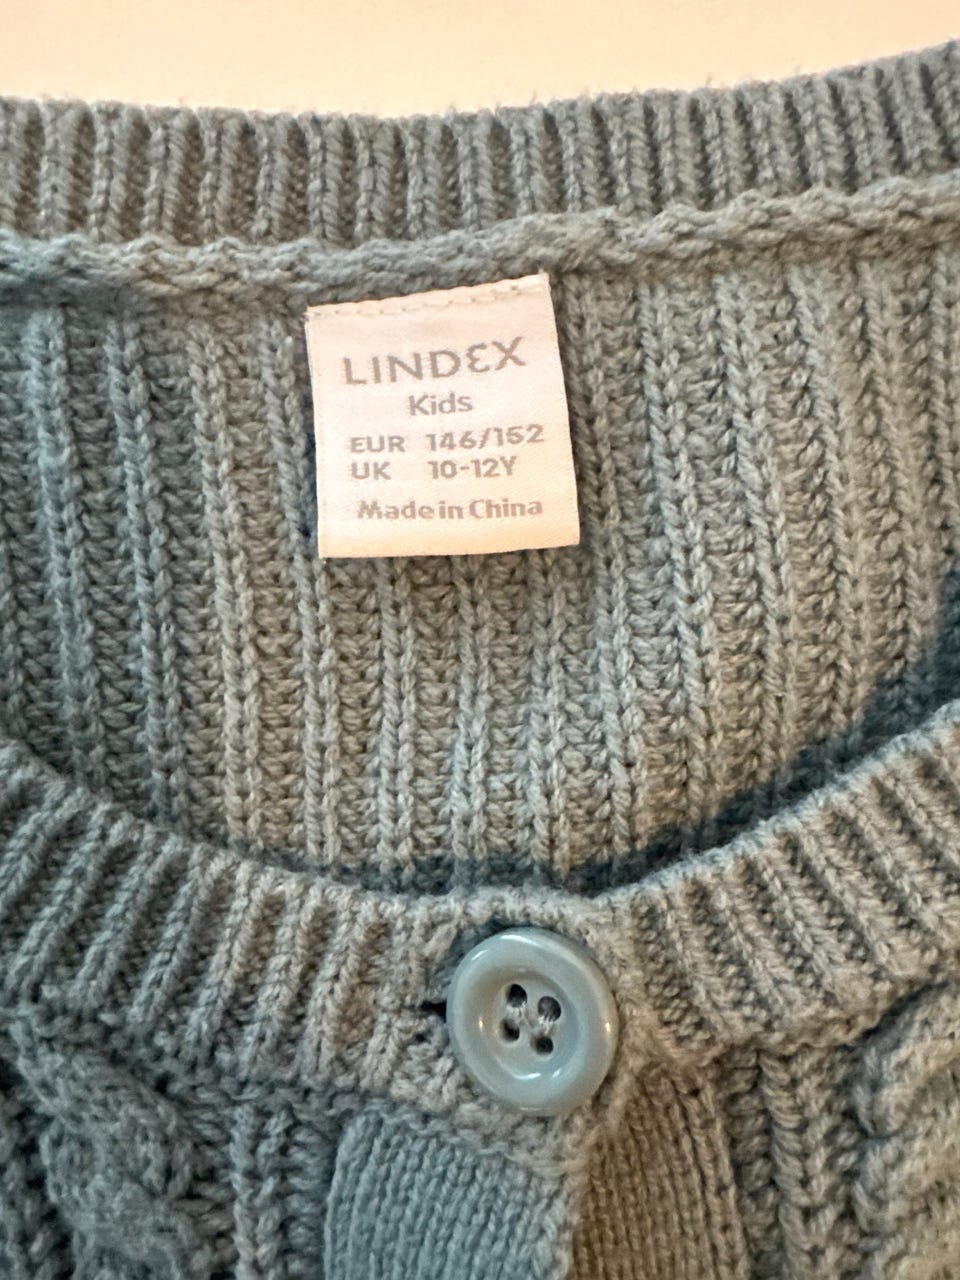 LINDEX
Kids
EUR 146/152
UK 10-12Y
Made in China